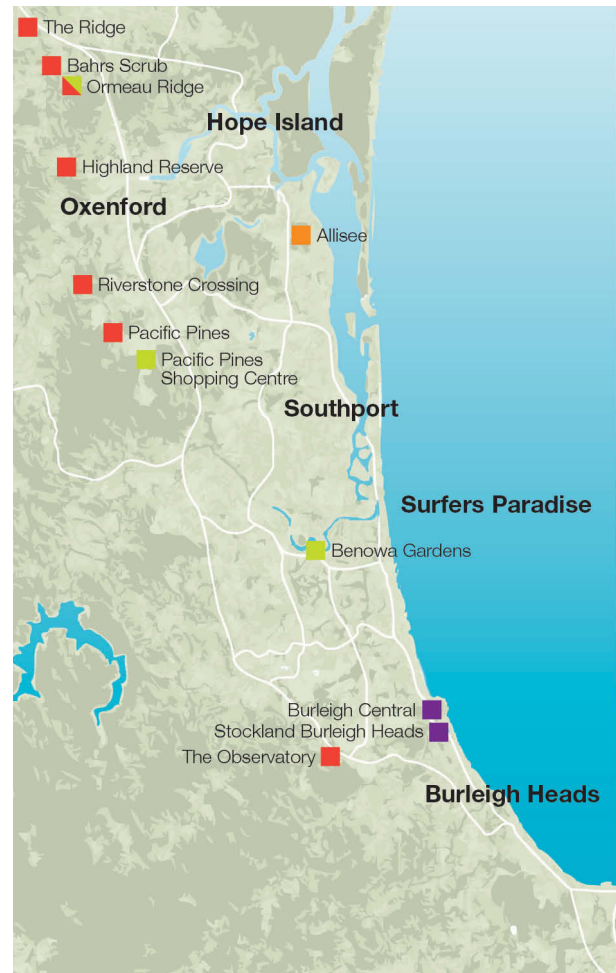 The Ridge
Bahrs Scrub
Ormeau Ridge
Hope Island
Highland Reserve
Oxenford
Allisee
Riverstone Crossing
Pacific Pines
Pacific Pines
Shopping Centre
Southport
Surfers Paradise
Benowa Gardens
Burleigh Central
Stockland Burleigh Heads
The Observatory
Burleigh Heads